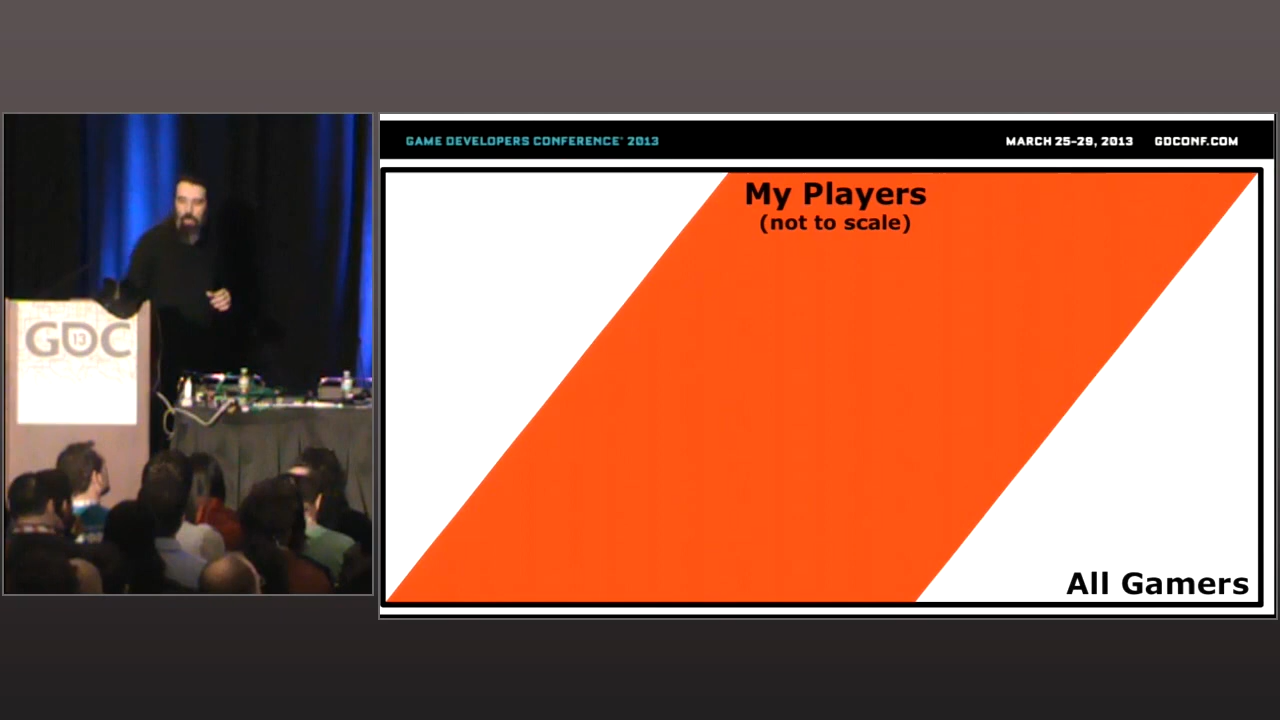 GAME DEVELOPERS CONFERENCE® 2013
MARCH 25-29, 2013 GDCONF.COM
My Players
(not to scale)
All Gamers
GDC
13